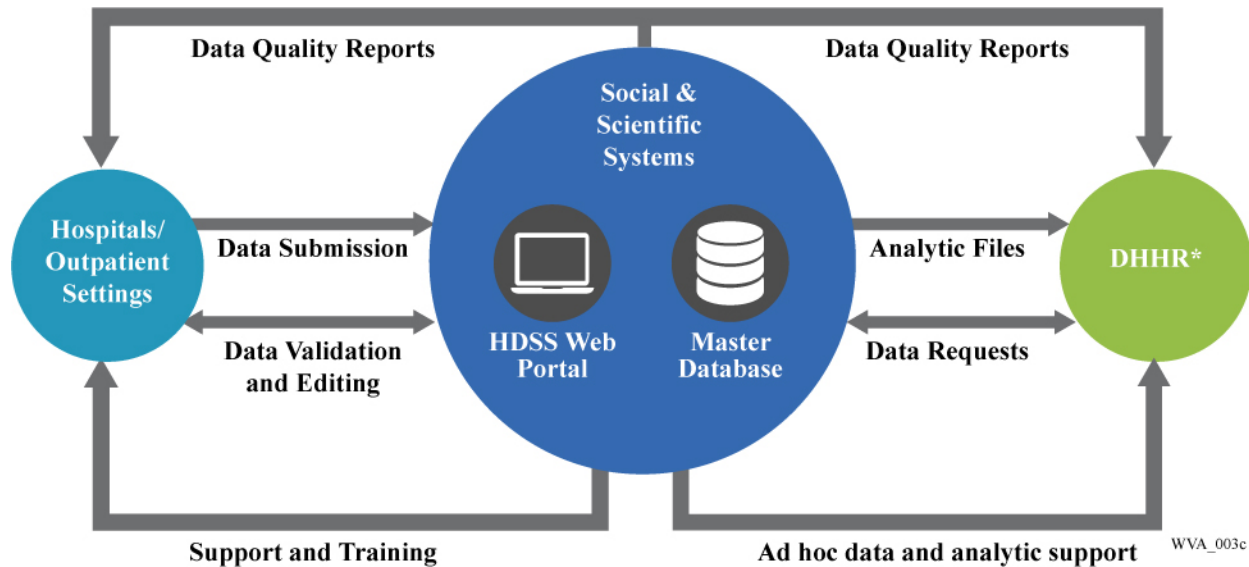 Data Quality Reports
Data Quality Reports
Social &
Scientific
Systems
Hospitals/
Outpatient
Settings
Data Submission
Analytic Files
DHHR*
Data Validation
and Editing
HDSS Web
Portal
Master
Database
Data Requests
Support and Training
Ad hoc data and analytic support
WVA_003c